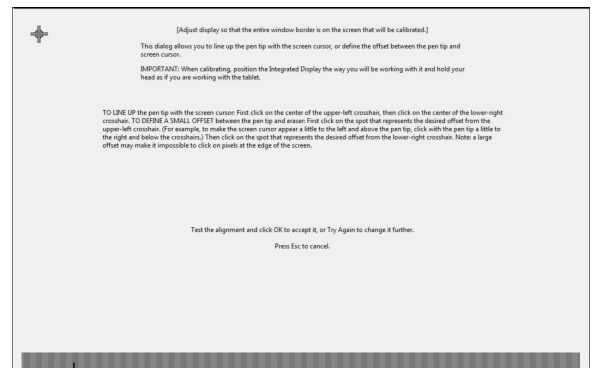 [Adjust display so that the entire window border is on the screen that will be calibrated.]
This dialog allows you to line up the pen tip with the screen cursor, or define the offset between the pen tip and
screen cursor.
IMPORTANT: When calibrating, position the Integrated Display the way you will be working with it and hold your
head as if you are working with the tablet.
TO LINE UP the pen tip with the screen cursor: First click on the center of the upper-left crosshair, then click on the center of the lower-right
crosshair. TO DEFINE A SMALL OFFSET between the pen tip and eraser: First click on the spot that represents the desired offset from the
upper-left crosshair. (For example, to make the screen cursor appear a little to the left and above the pen tip, click with the pen tip a little to
the right and below the crosshairs.) Then click on the spot that represents the desired offset from the lower-right crosshair. Note: a large
offset may make it impossible to click on pixels at the edge of the screen.
Test the alignment and click OK to accept it, or Try Again to change it further.
Press Esc to cancel.